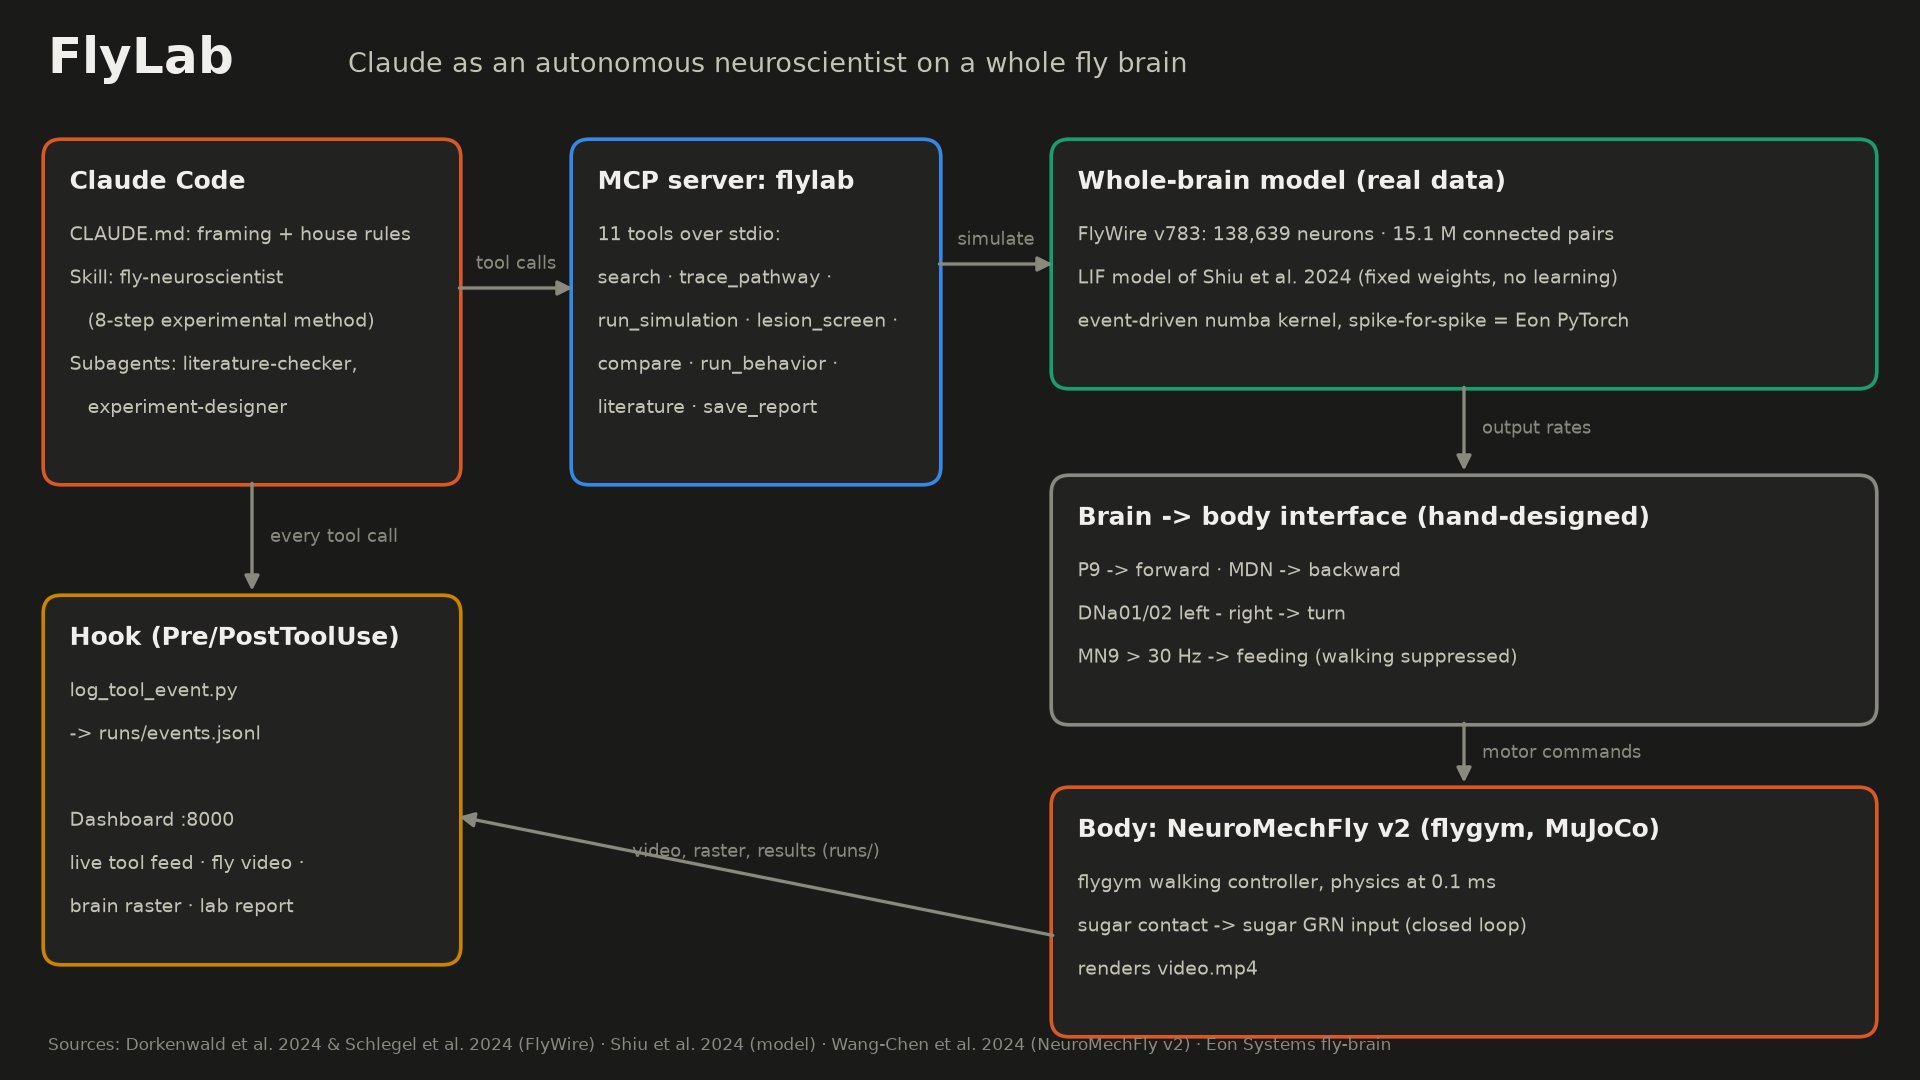 FlyLab
Claude as an autonomous neuroscientist on a whole fly brain
Claude Code
CLAUDE.md: framing + house rules
Skill: fly-neuroscientist
(8-step experimental method)
Subagents: literature-checker,
experiment-designer
tool calls
MCP server: flylab
11 tools over stdio:
search · trace_pathway ·
run_simulation · lesion_screen ·
compare · run_behavior ·
literature · save_report
simulate
Whole-brain model (real data)
FlyWire v783: 138,639 neurons · 15.1 M connected pairs
LIF model of Shiu et al. 2024 (fixed weights, no learning)
event-driven numba kernel, spike-for-spike = Eon PyTorch
output rates
Brain -> body interface (hand-designed)
P9 -> forward · MDN -> backward
DNa01/02 left - right -> turn
MN9 > 30 Hz -> feeding (walking suppressed)
motor commands
Body: NeuroMechFly v2 (flygym, MuJoCo)
flygym walking controller, physics at 0.1 ms
sugar contact -> sugar GRN input (closed loop)
renders video.mp4
video, raster, results (runs/)
every tool call
Hook (Pre/PostToolUse)
log_tool_event.py
-> runs/events.jsonl
Dashboard :8000
live tool feed · fly video ·
brain raster · lab report
Sources: Dorkenwald et al. 2024 & Schlegel et al. 2024 (FlyWire) · Shiu et al. 2024 (model) · Wang-Chen et al. 2024 (NeuroMechFly v2) · Eon Systems fly-brain